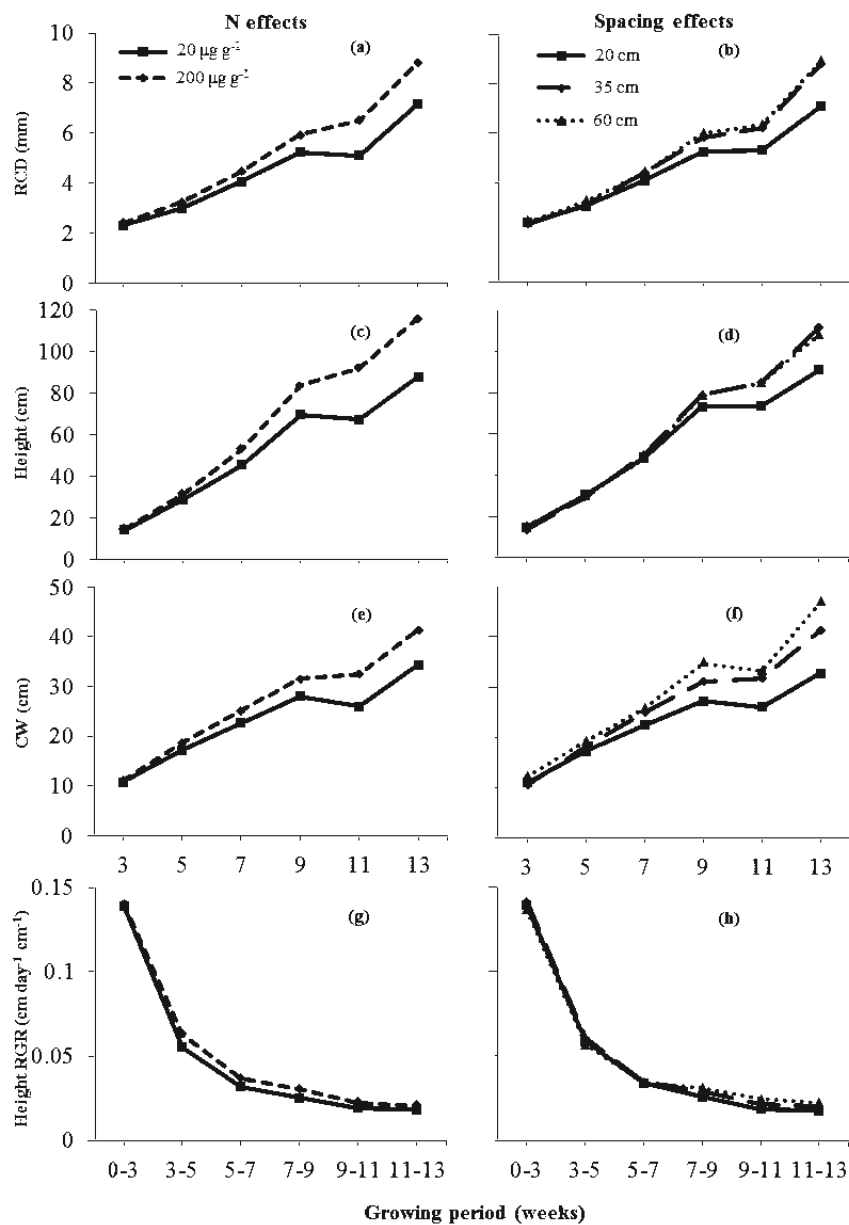 N effects
Spacing effects
RCD (mm)
10
8
6
4
2
0
20 µg g⁻¹
200 µg g⁻¹
(a)
20 cm
35 cm
60 cm
(b)
Height (cm)
120
100
80
60
40
20
0
(c)
(d)
CW (cm)
50
40
30
20
10
0
(e)
(f)
3 5 7 9 11 13
3 5 7 9 11 13
Height RGR (cm day⁻¹ cm⁻¹)
0.15
0.1
0.05
0
(g)
(h)
0-3 3-5 5-7 7-9 9-11 11-13
0-3 3-5 5-7 7-9 9-11 11-13
Growing period (weeks)